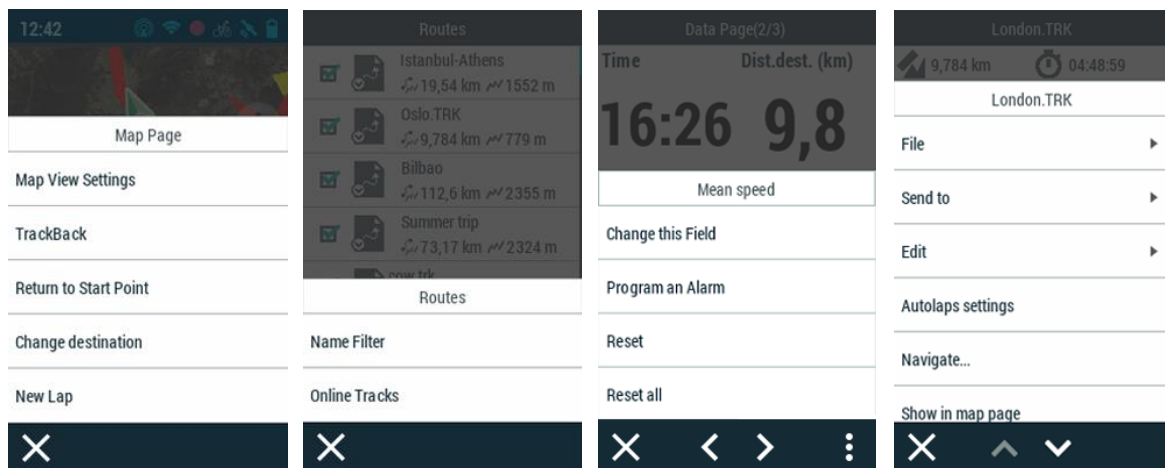 12:42
Map Page
Map View Settings
TrackBack
Return to Start Point
Change destination
New Lap
Routes
Istanbul-Athens
19,54 km 1552 m
Oslo.TRK
9,784 km 779 m
Bilbao
112,6 km 2355 m
Summer trip
73,17 km 2324 m
cow.trk
Routes
Name Filter
Online Tracks
Data Page(2/3)
Time Dist.dest. (km)
16:26 9,8
Mean speed
Change this Field
Program an Alarm
Reset
Reset all
London.TRK
9,784 km 04:48:59
London.TRK
File
Send to
Edit
Autolaps settings
Navigate...
Show in map page